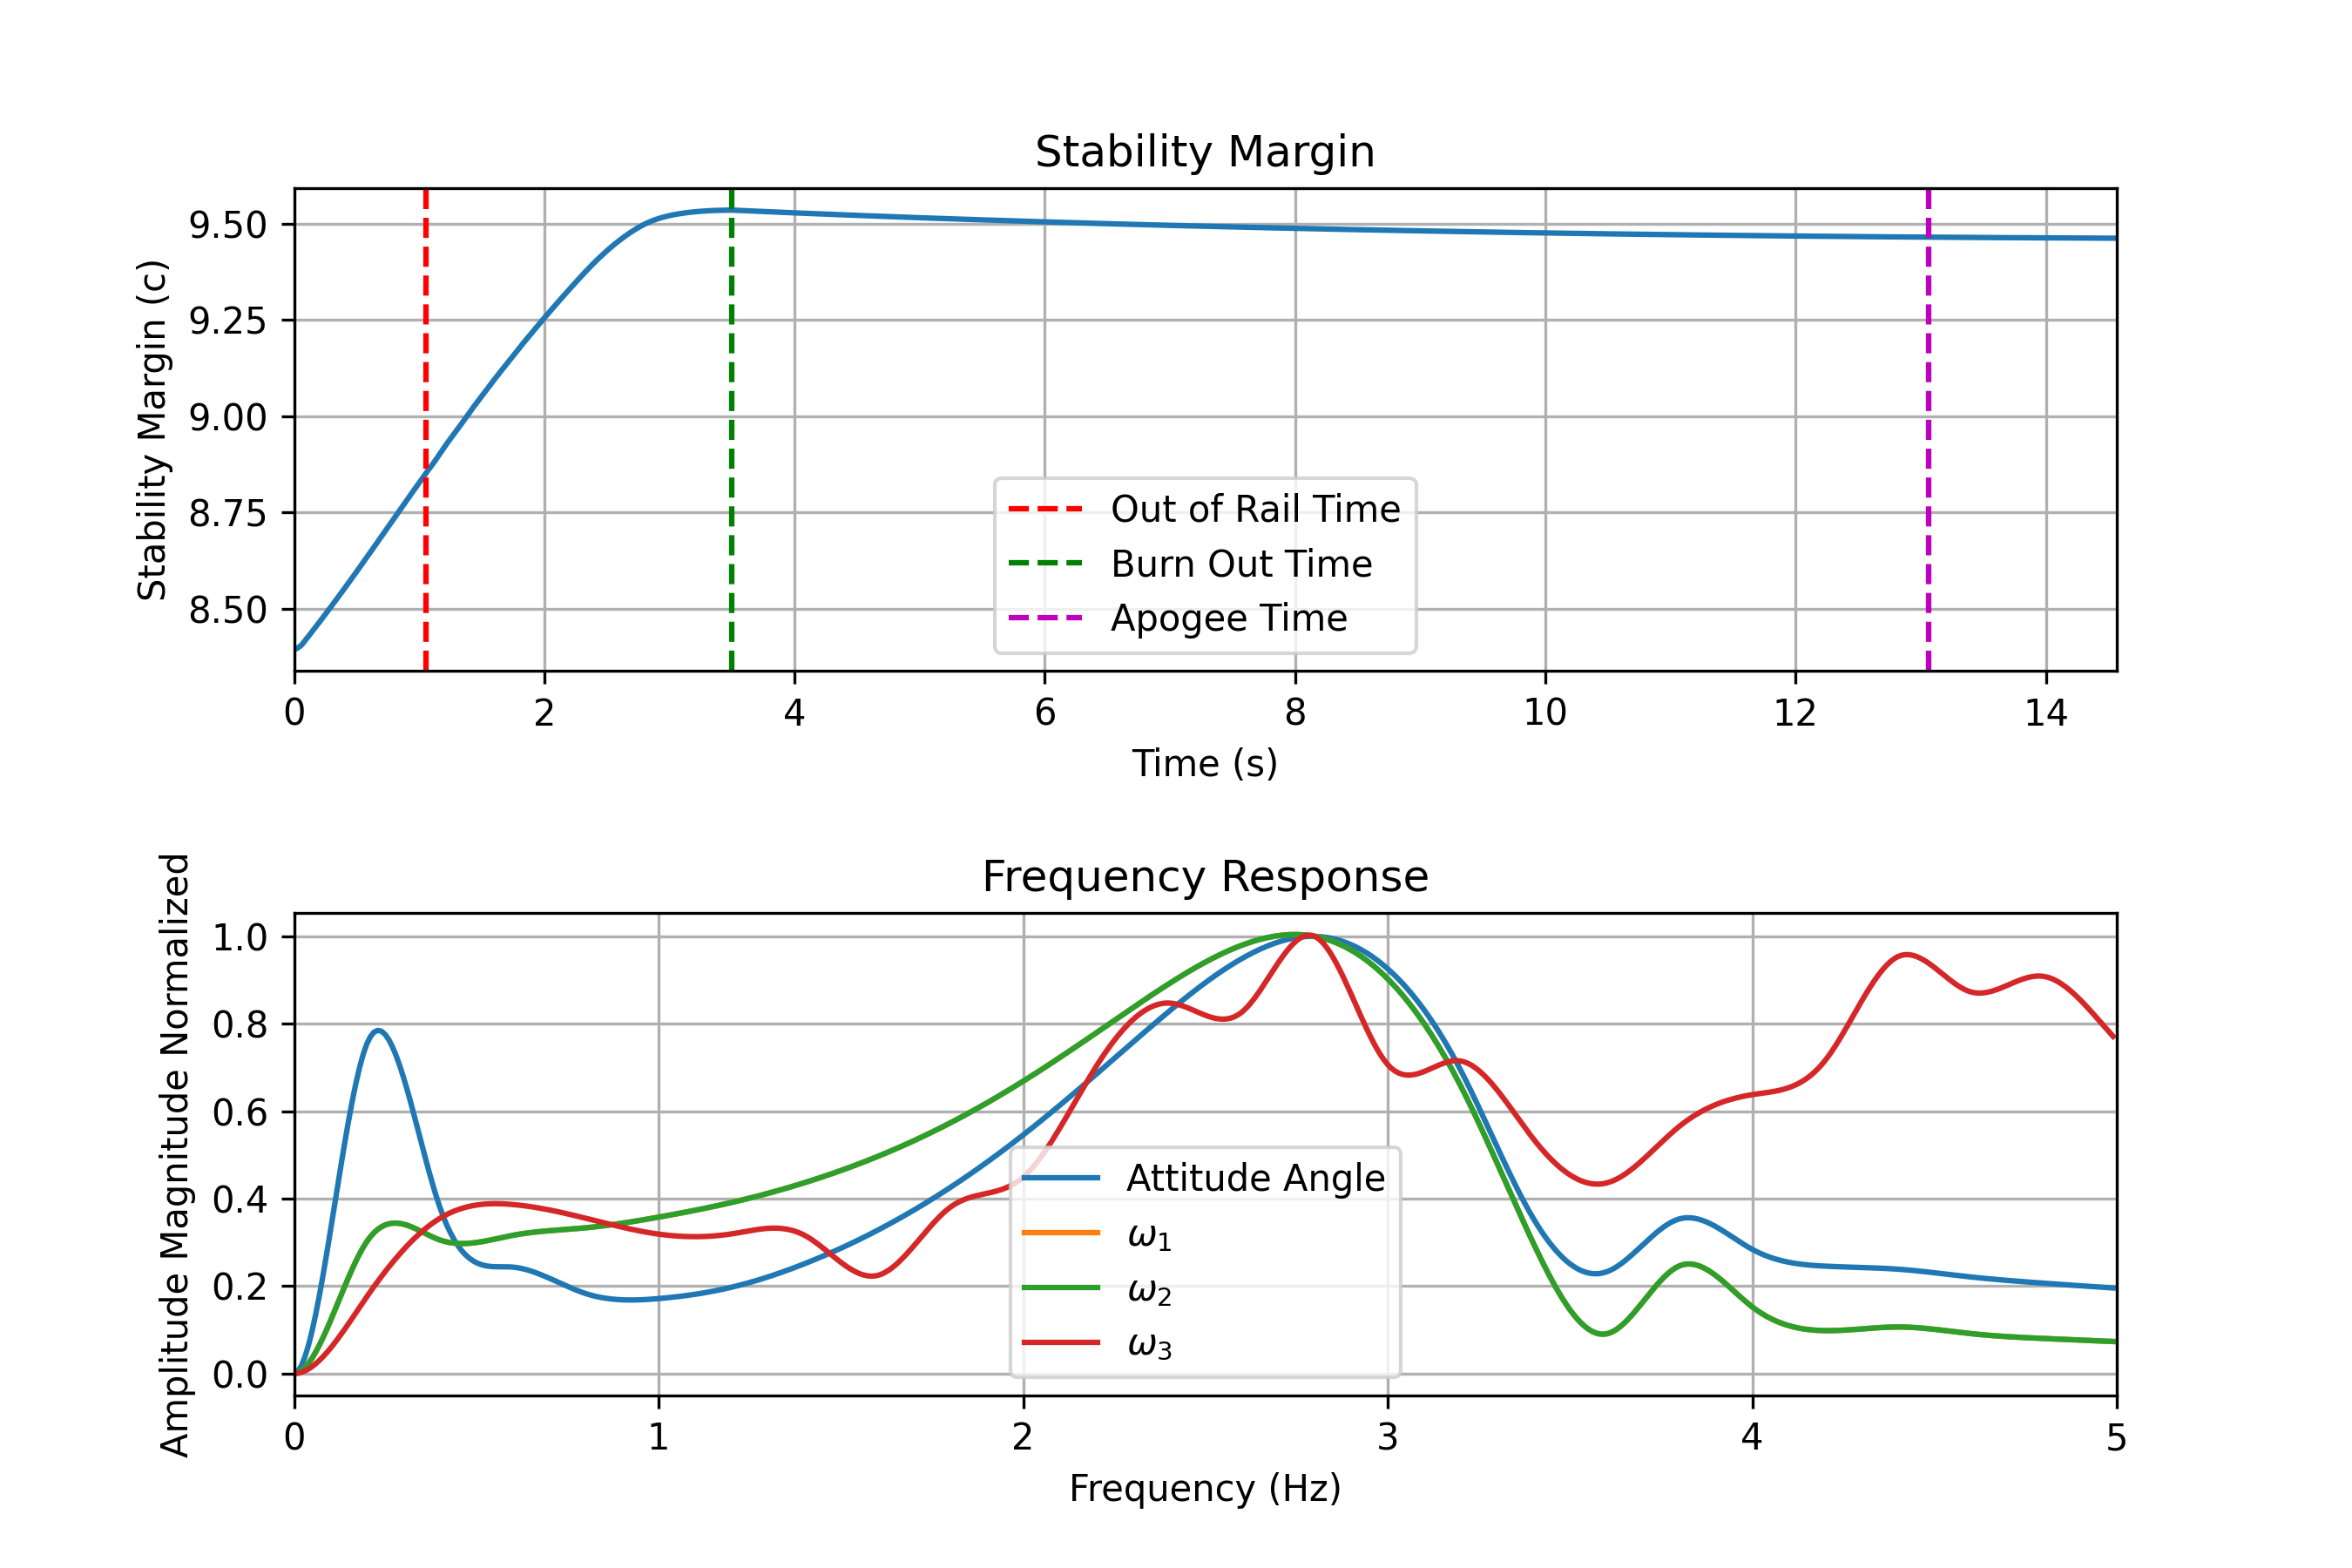 Stability Margin
Stability Margin (c)
9.50
9.25
9.00
8.75
8.50
Out of Rail Time
Burn Out Time
Apogee Time
0 2 4 6 8 10 12 14
Time (s)
Frequency Response
Amplitude Magnitude Normalized
1.0
0.8
0.6
0.4
0.2
0.0
Attitude Angle
ω₁
ω₂
ω₃
0 1 2 3 4 5
Frequency (Hz)